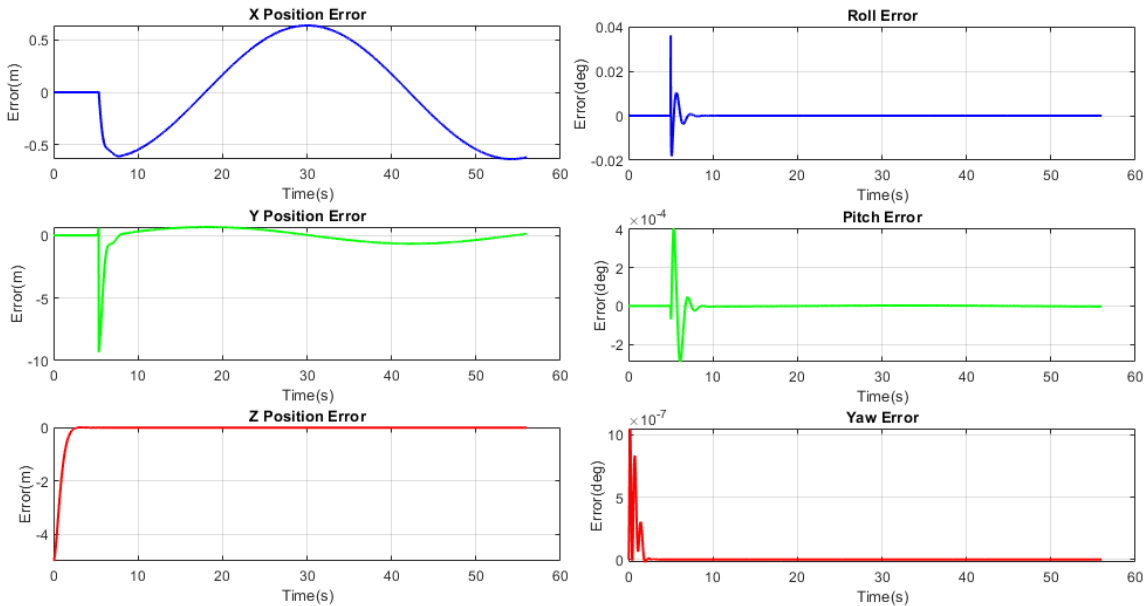 X Position Error
0.5
0
-0.5
Error(m)
0 10 20 30 40 50 60
Time(s)
Roll Error
0.04
0.02
0
-0.02
Error(deg)
0 10 20 30 40 50 60
Time(s)
Y Position Error
0
-5
-10
Error(m)
0 10 20 30 40 50 60
Time(s)
Pitch Error
×10-4
4
2
0
-2
Error(deg)
0 10 20 30 40 50 60
Time(s)
Z Position Error
0
-2
-4
Error(m)
0 10 20 30 40 50 60
Time(s)
Yaw Error
×10-7
10
5
0
Error(deg)
0 10 20 30 40 50 60
Time(s)